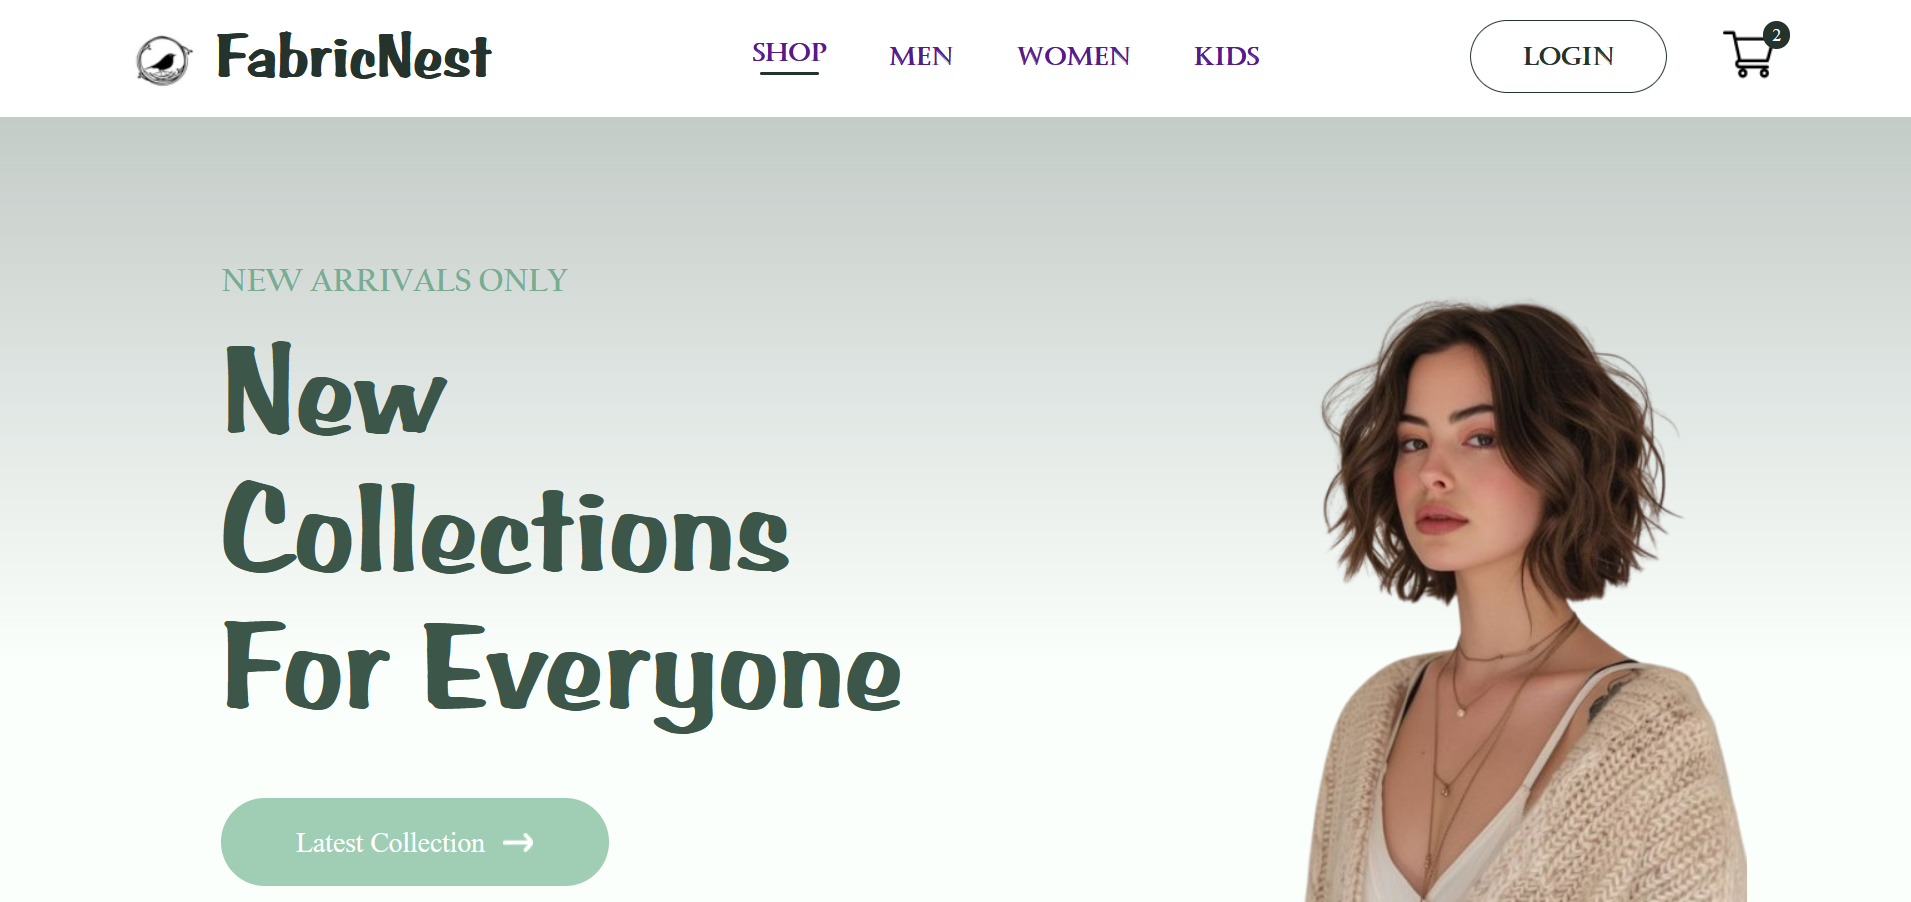 FabricNest
SHOP MEN WOMEN KIDS
LOGIN
2
NEW ARRIVALS ONLY
New
Collections
For Everyone
Latest Collection →